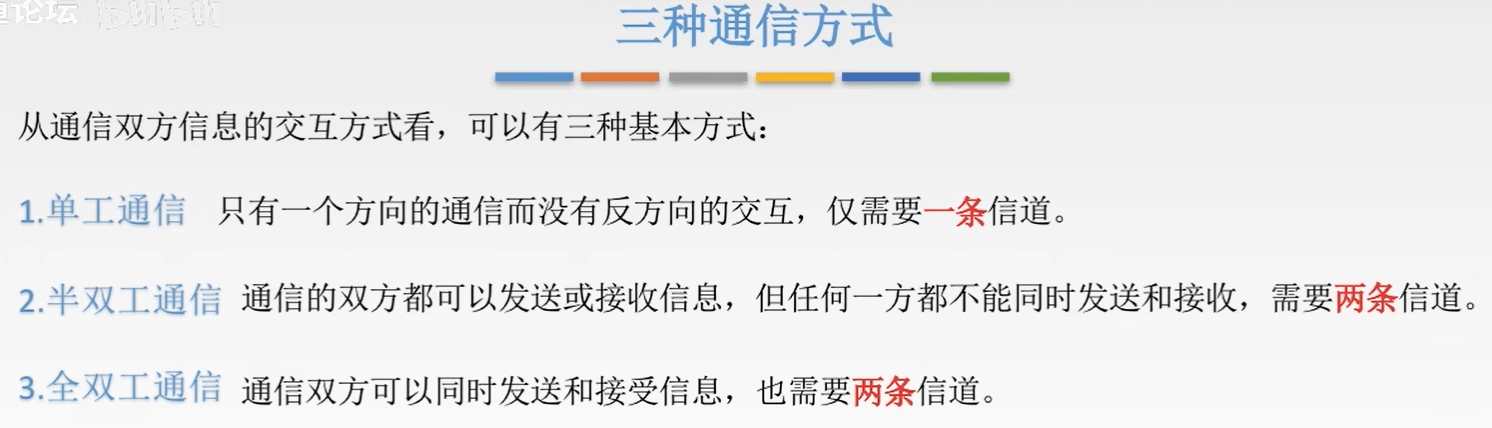 道论坛 bilibili
三种通信方式
从通信双方信息的交互方式看，可以有三种基本方式：
1.单工通信 只有一个方向的通信而没有反方向的交互，仅需要一条信道。
2.半双工通信 通信的双方都可以发送或接收信息，但任何一方都不能同时发送和接收，需要两条信道。
3.全双工通信 通信双方可以同时发送和接受信息，也需要两条信道。